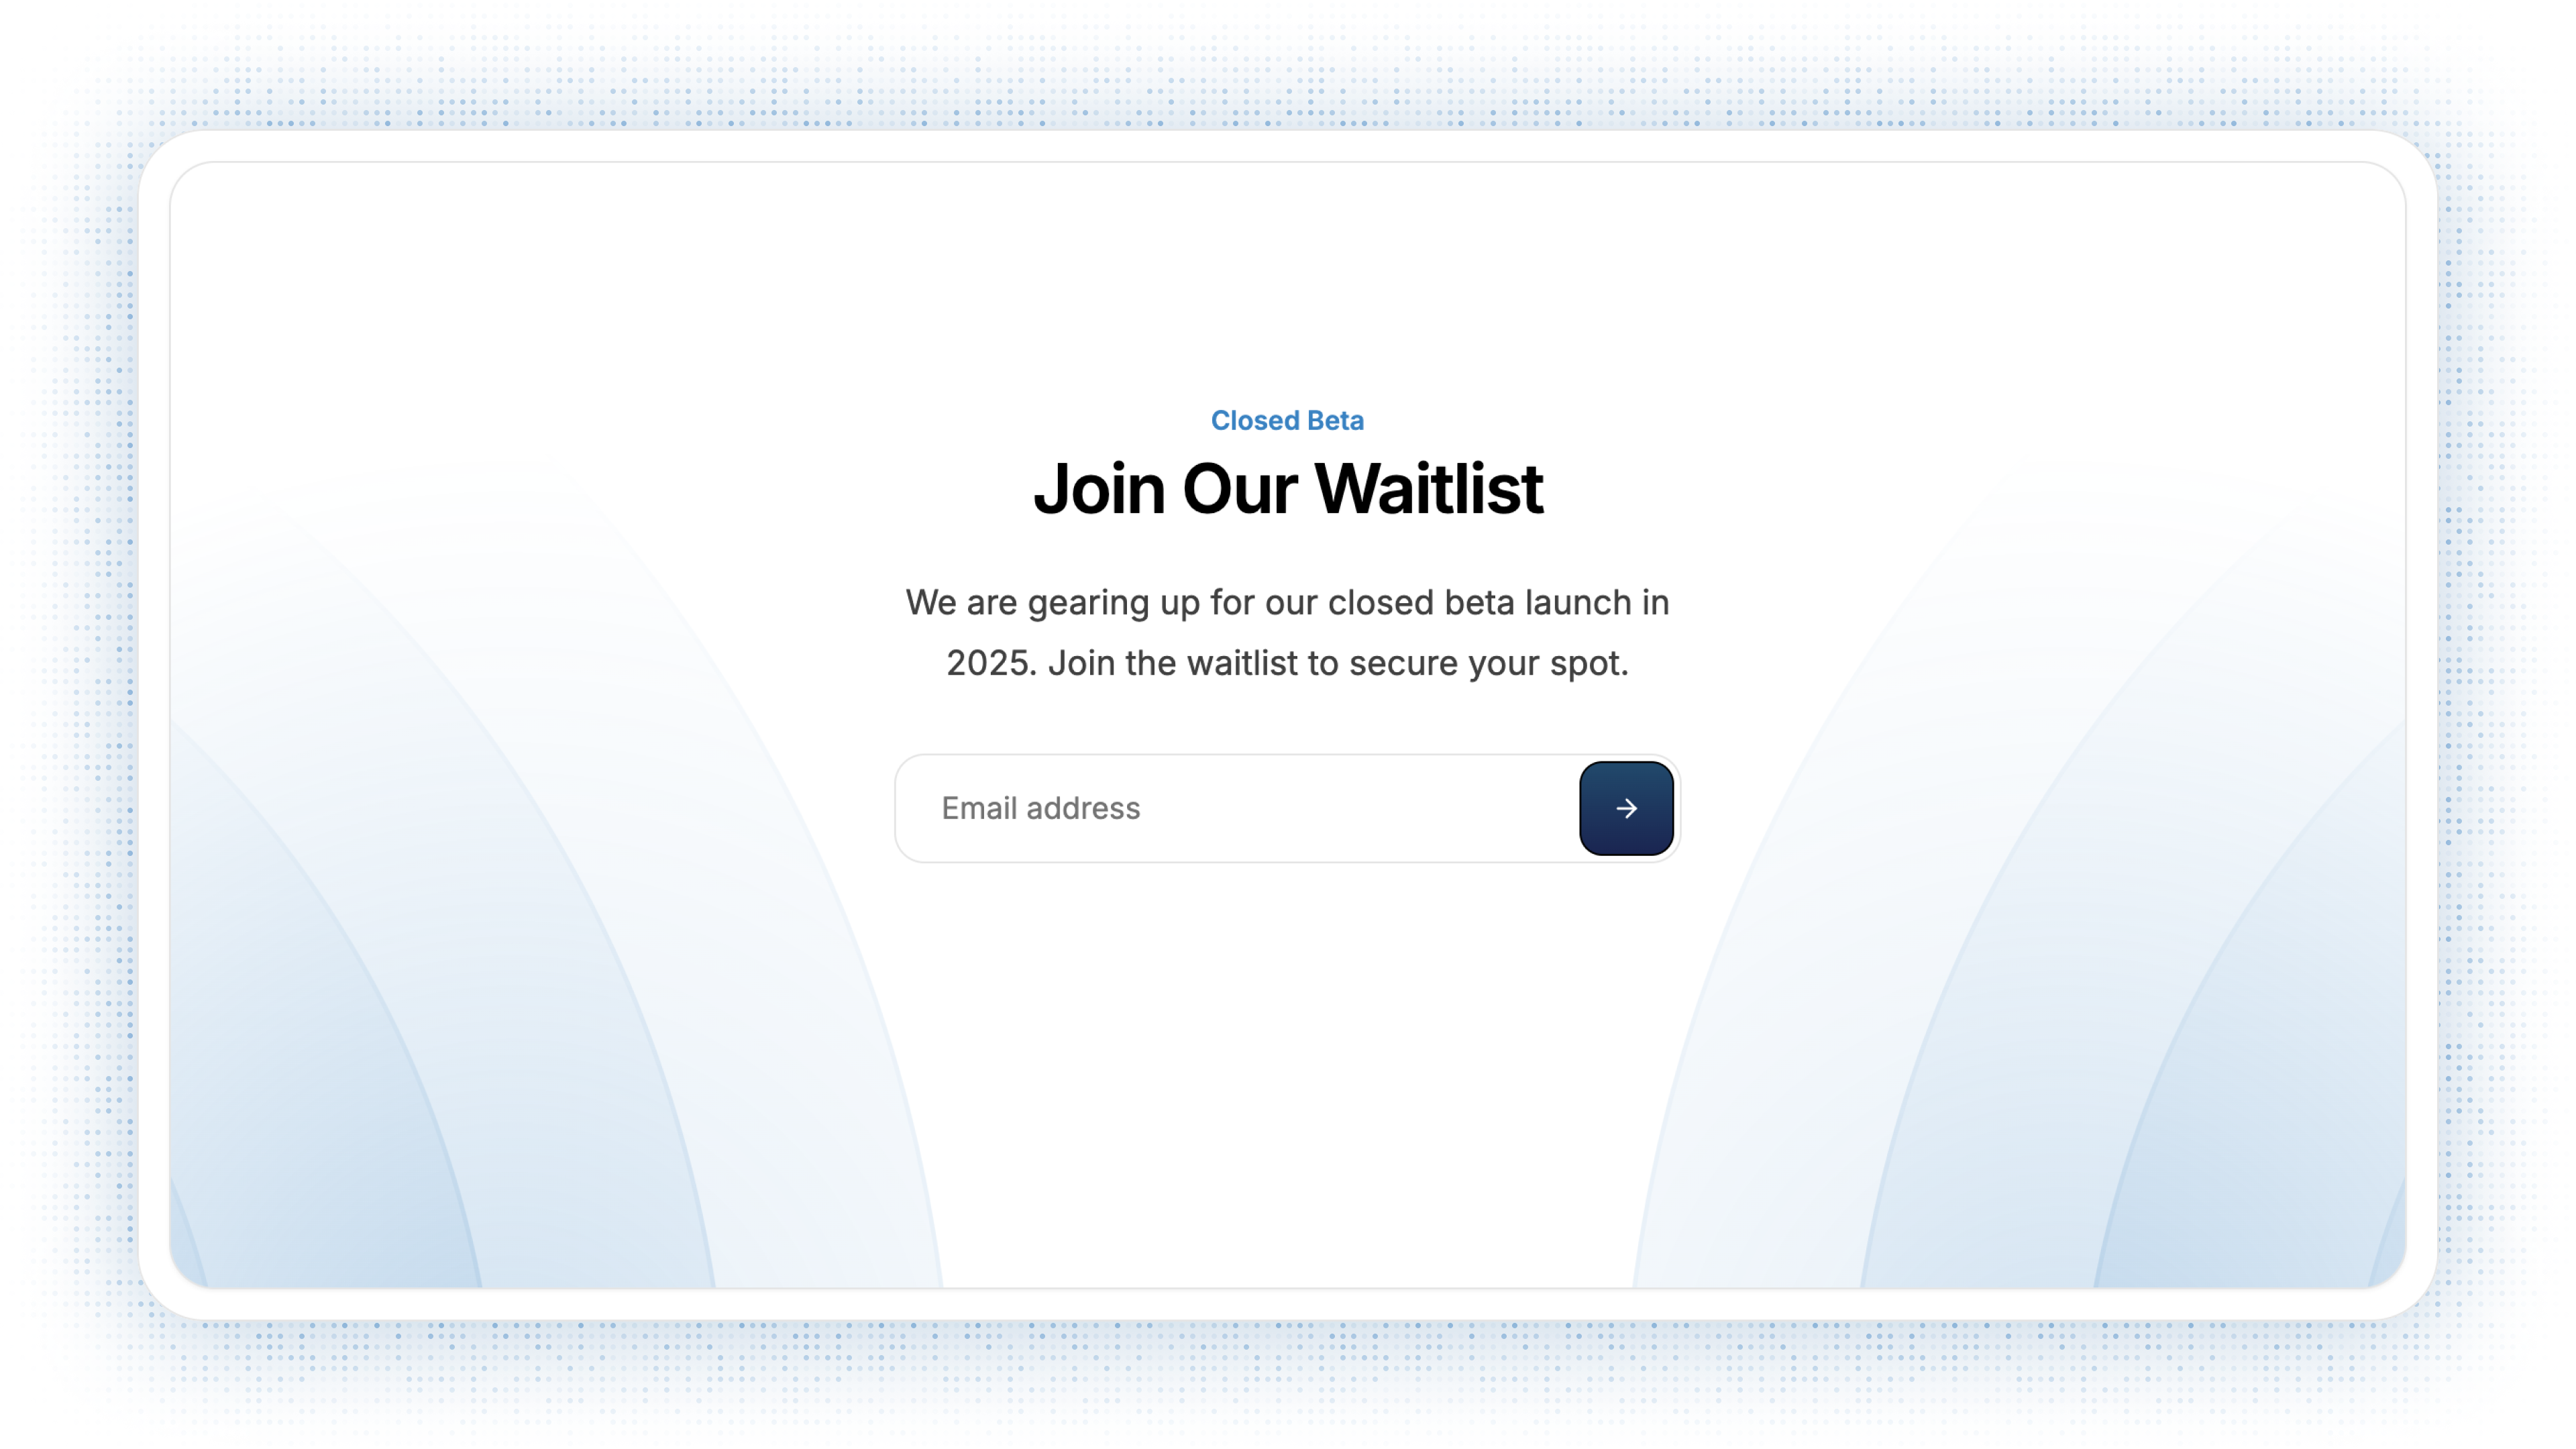 Closed Beta
Join Our Waitlist
We are gearing up for our closed beta launch in
2025. Join the waitlist to secure your spot.
Email address